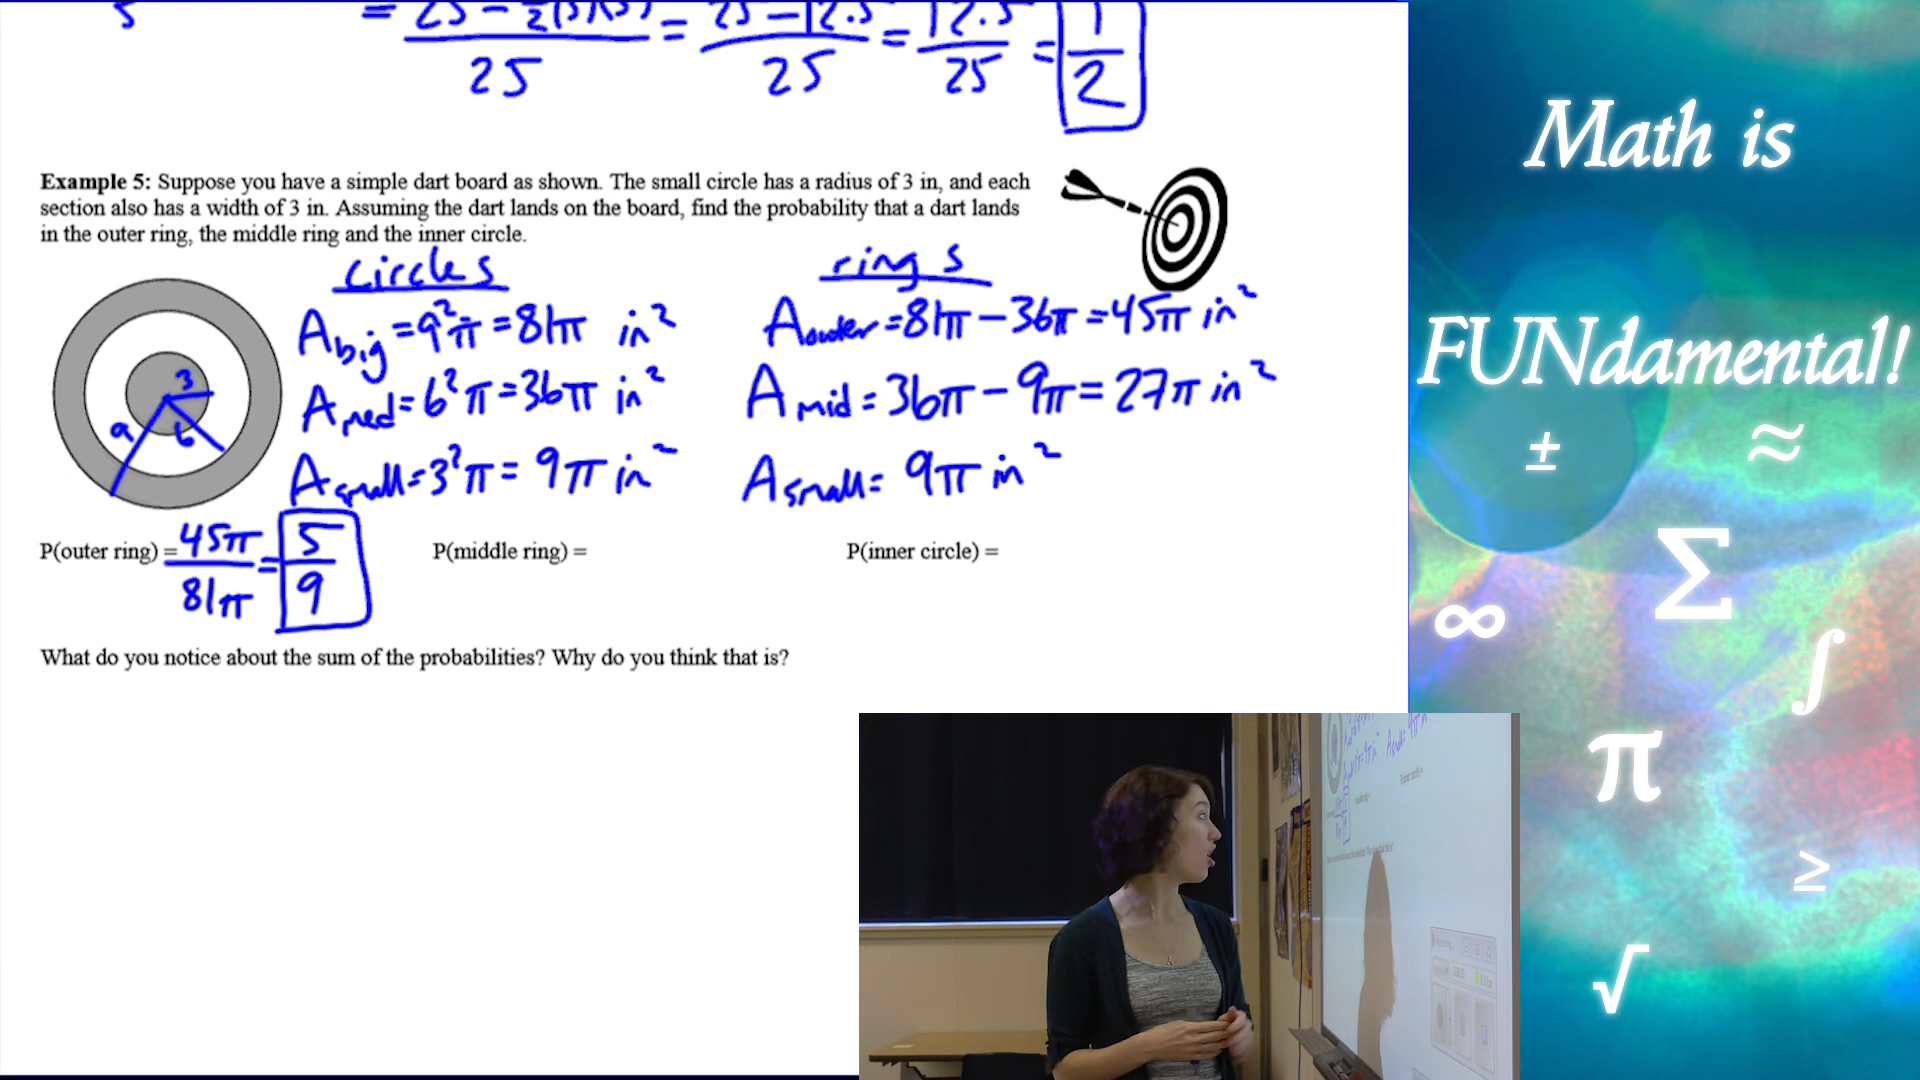 = 25 - ½(5)(5) / 25 = 25 - 12.5 / 25 = 12.5 / 25 = 1/2
Example 5: Suppose you have a simple dart board as shown. The small circle has a radius of 3 in, and each
section also has a width of 3 in. Assuming the dart lands on the board, find the probability that a dart lands
in the outer ring, the middle ring and the inner circle.
circles
A big = 9²π = 81π in²
A med = 6²π = 36π in²
A small = 3²π = 9π in²
rings
A outer = 81π - 36π = 45π in²
A mid = 36π - 9π = 27π in²
A small = 9π in²
3
9
6
P(outer ring) = 45π / 81π = 5/9
P(middle ring) =
P(inner circle) =
What do you notice about the sum of the probabilities? Why do you think that is?
Math is
FUNdamental!
± ≈
Σ
∞
∫
π
≥
√